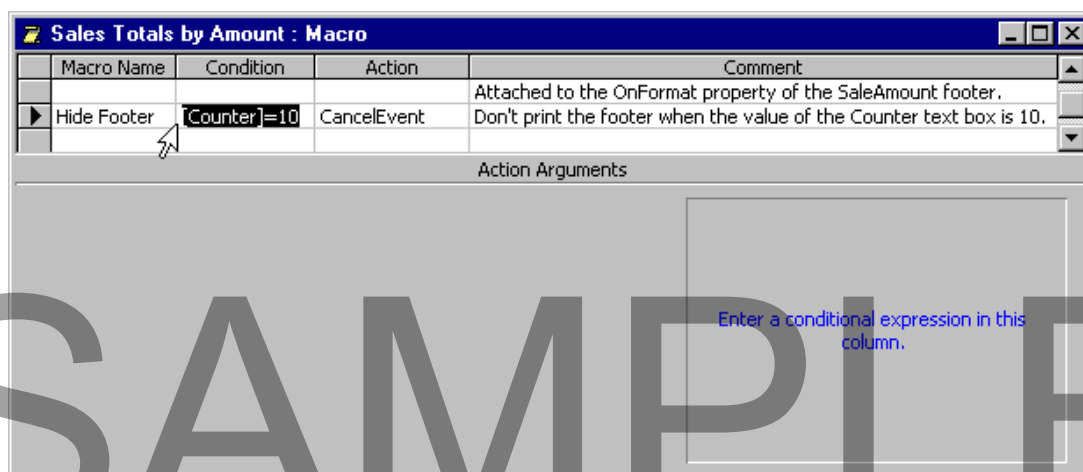 Sales Totals by Amount : Macro
Macro Name Condition Action Comment
Attached to the OnFormat property of the SaleAmount footer.
Hide Footer [Counter]=10 CancelEvent Don't print the footer when the value of the Counter text box is 10.
Action Arguments
Enter a conditional expression in this
column.
SAMPLE